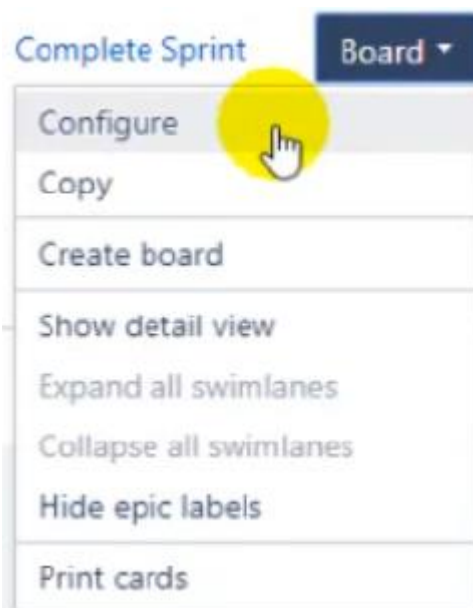 Complete Sprint Board
Configure
Copy
Create board
Show detail view
Expand all swimlanes
Collapse all swimlanes
Hide epic labels
Print cards